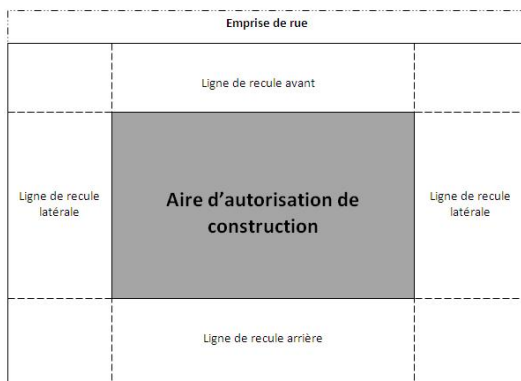 Emprise de rue
Ligne de recule avant
Ligne de recule
latérale
Aire d'autorisation de
construction
Ligne de recule
latérale
Ligne de recule arrière